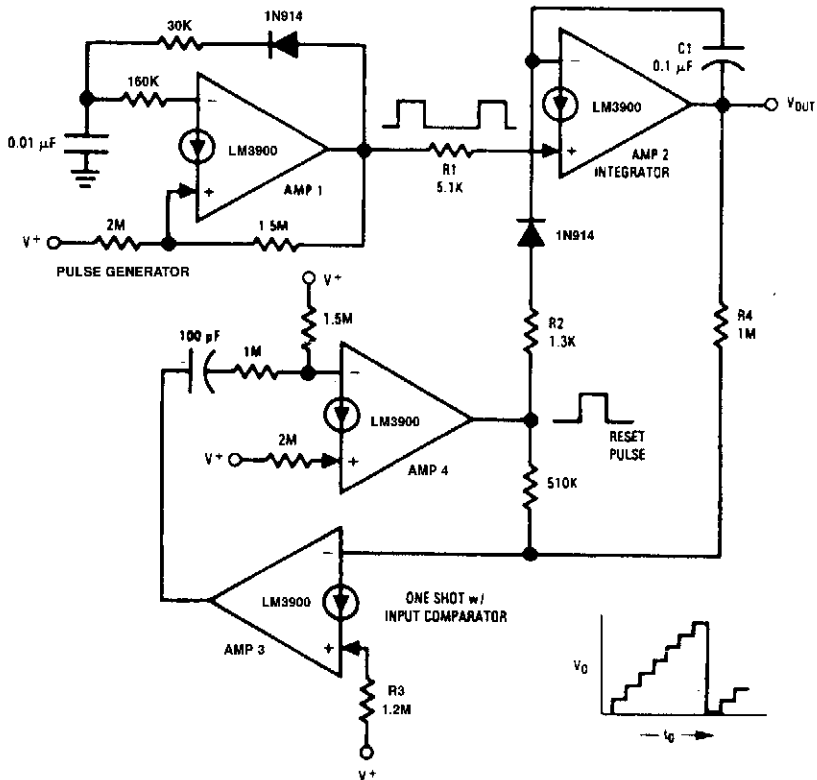 1N914
30K
160K
0.01 μF
−
LM3900
+
AMP 1
2M
V+
1.5M
PULSE GENERATOR
C1
0.1 μF
−
LM3900
+
AMP 2
INTEGRATOR
VOUT
R1
5.1K
1N914
R2
1.3K
R4
1M
V+
1.5M
100 pF
1M
−
LM3900
+
2M
V+
AMP 4
RESET
PULSE
510K
−
LM3900
+
AMP 3
ONE SHOT w/
INPUT COMPARATOR
R3
1.2M
V+
VO
tO